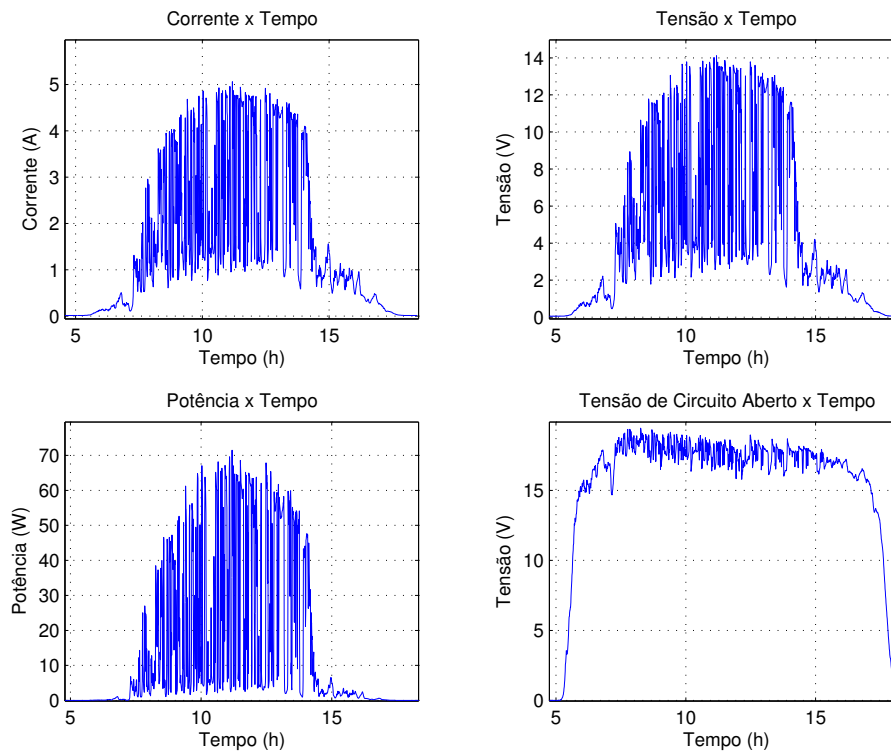 Corrente x Tempo
Corrente (A)
5
4
3
2
1
0
5 10 15
Tempo (h)
Tensão x Tempo
Tensão (V)
14
12
10
8
6
4
2
0
5 10 15
Tempo (h)
Potência x Tempo
Potência (W)
70
60
50
40
30
20
10
0
5 10 15
Tempo (h)
Tensão de Circuito Aberto x Tempo
Tensão (V)
15
10
5
0
5 10 15
Tempo (h)